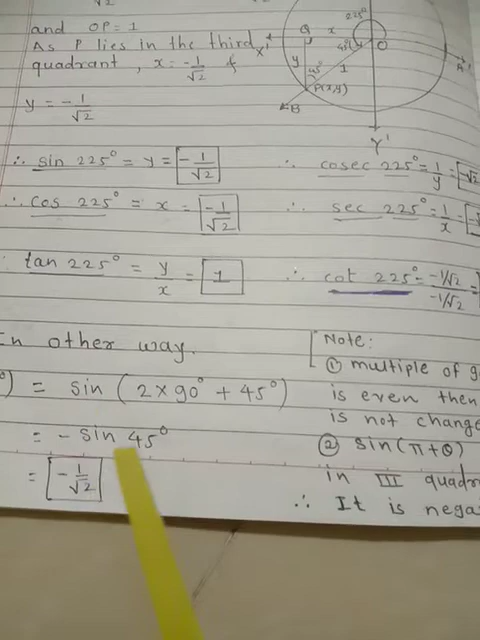 and OP=1
As P lies in the third
quadrant, x = -1/√2 &
y = -1/√2
∴ sin 225° = y = -1/√2
∴ cosec 225° = 1/y = -√2
∴ cos 225° = x = -1/√2
∴ sec 225° = 1/x =
tan 225° = y/x = 1
∴ cot 225° = -1/√2 / -1/√2 =
In other way.
= sin (2×90° + 45°)
= - sin 45°
= -1/√2
Note:
① multiple of
is even then
is not change
② sin(π+θ)
in III quad
∴ It is nega
225°
Q
x
45°
O
X'
y
45°
1
P(x,y)
A
B
Y'